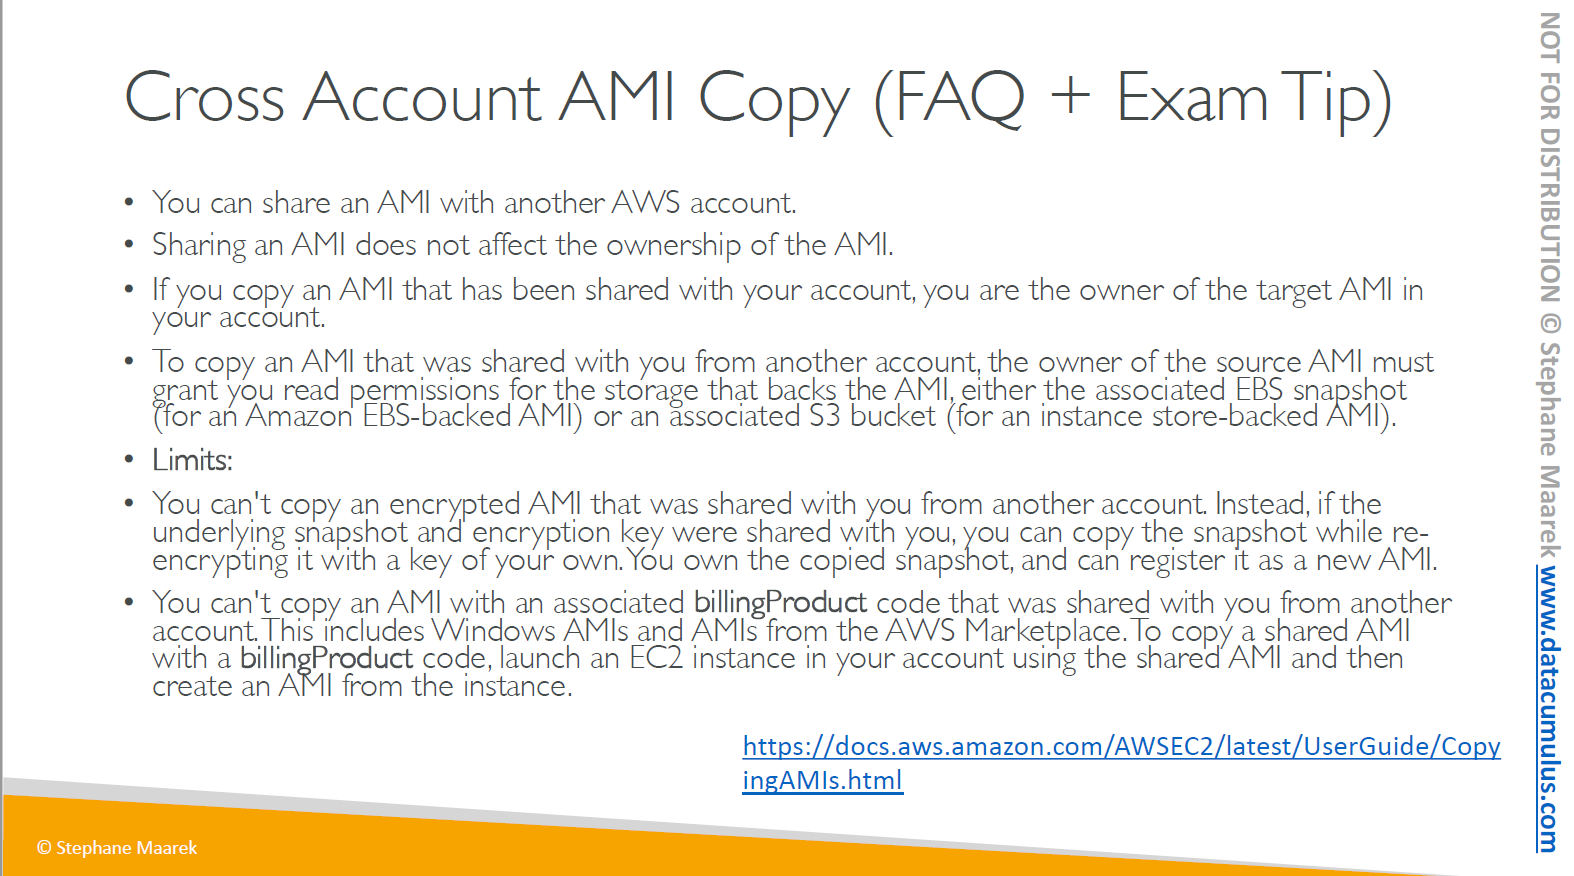 Cross Account AMI Copy (FAQ + Exam Tip)
• You can share an AMI with another AWS account.
• Sharing an AMI does not affect the ownership of the AMI.
• If you copy an AMI that has been shared with your account, you are the owner of the target AMI in
your account.
• To copy an AMI that was shared with you from another account, the owner of the source AMI must
grant you read permissions for the storage that backs the AMI, either the associated EBS snapshot
(for an Amazon EBS-backed AMI) or an associated S3 bucket (for an instance store-backed AMI).
• Limits:
• You can't copy an encrypted AMI that was shared with you from another account. Instead, if the
underlying snapshot and encryption key were shared with you, you can copy the snapshot while re-
encrypting it with a key of your own. You own the copied snapshot, and can register it as a new AMI.
• You can't copy an AMI with an associated billingProduct code that was shared with you from another
account. This includes Windows AMIs and AMIs from the AWS Marketplace. To copy a shared AMI
with a billingProduct code, launch an EC2 instance in your account using the shared AMI and then
create an AMI from the instance.
https://docs.aws.amazon.com/AWSEC2/latest/UserGuide/Copy
ingAMIs.html
© Stephane Maarek
NOT FOR DISTRIBUTION © Stephane Maarek www.datacumulus.com